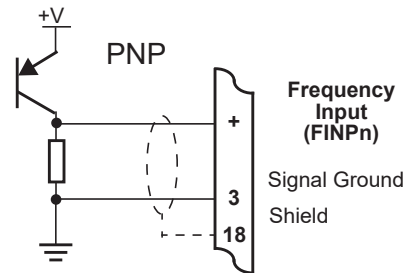 +V
PNP
Frequency
Input
(FINPn)
+
Signal Ground
3
Shield
18